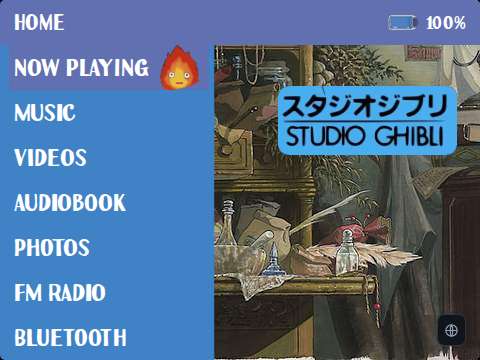 HOME
100%
NOW PLAYING
MUSIC
VIDEOS
AUDIOBOOK
PHOTOS
FM RADIO
BLUETOOTH
スタジオジブリ
STUDIO GHIBLI